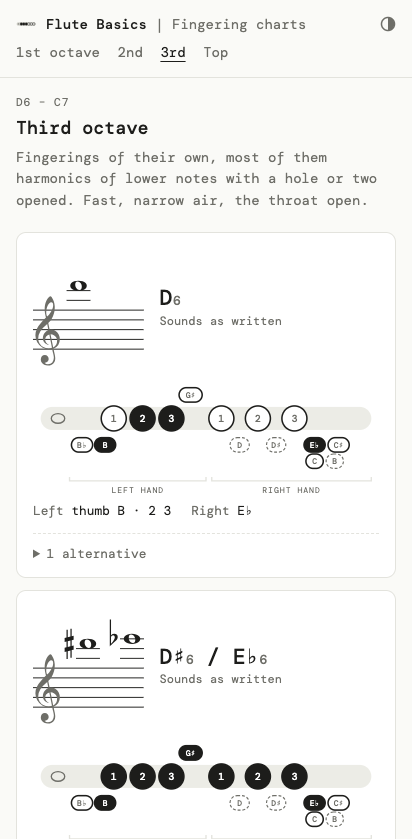 Flute Basics | Fingering charts
1st octave 2nd 3rd Top
D6 – C7
Third octave
Fingerings of their own, most of them
harmonics of lower notes with a hole or two
opened. Fast, narrow air, the throat open.
D6
Sounds as written
G♯
1 2 3 1 2 3
B♭ B D D♯ E♭ C♯
C B
LEFT HAND RIGHT HAND
Left thumb B · 2 3 Right E♭
▶ 1 alternative
D♯6 / E♭6
Sounds as written
G♯
1 2 3 1 2 3
B♭ B D D♯ E♭ C♯
C B